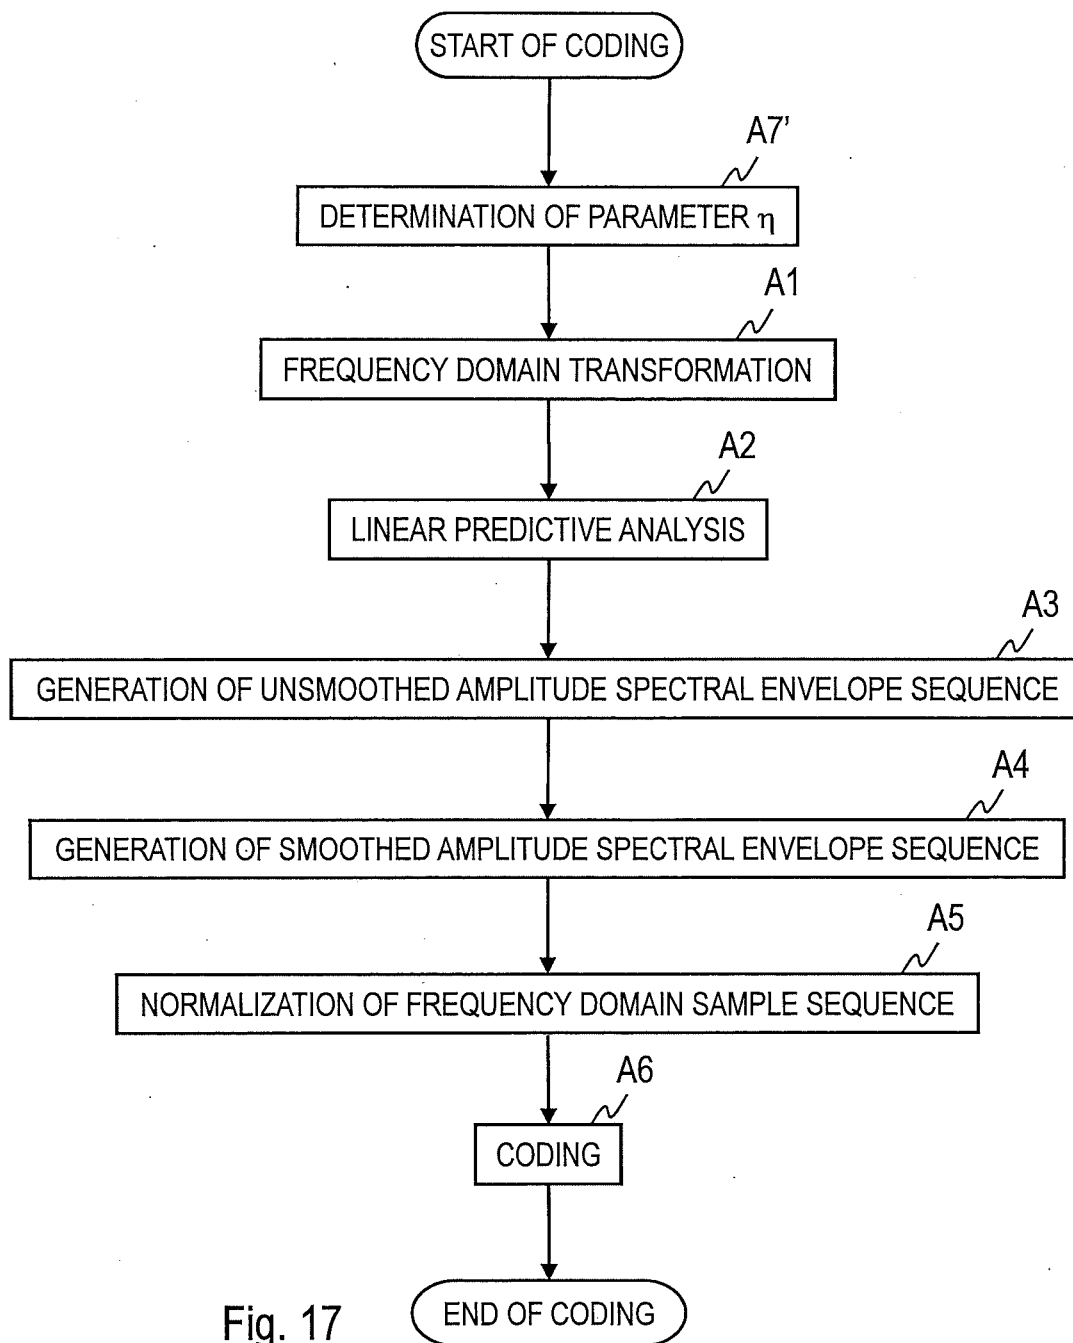 START OF CODING
A7’
DETERMINATION OF PARAMETER η
A1
FREQUENCY DOMAIN TRANSFORMATION
A2
LINEAR PREDICTIVE ANALYSIS
A3
GENERATION OF UNSMOOTHED AMPLITUDE SPECTRAL ENVELOPE SEQUENCE
A4
GENERATION OF SMOOTHED AMPLITUDE SPECTRAL ENVELOPE SEQUENCE
A5
NORMALIZATION OF FREQUENCY DOMAIN SAMPLE SEQUENCE
A6
CODING
END OF CODING
Fig. 17